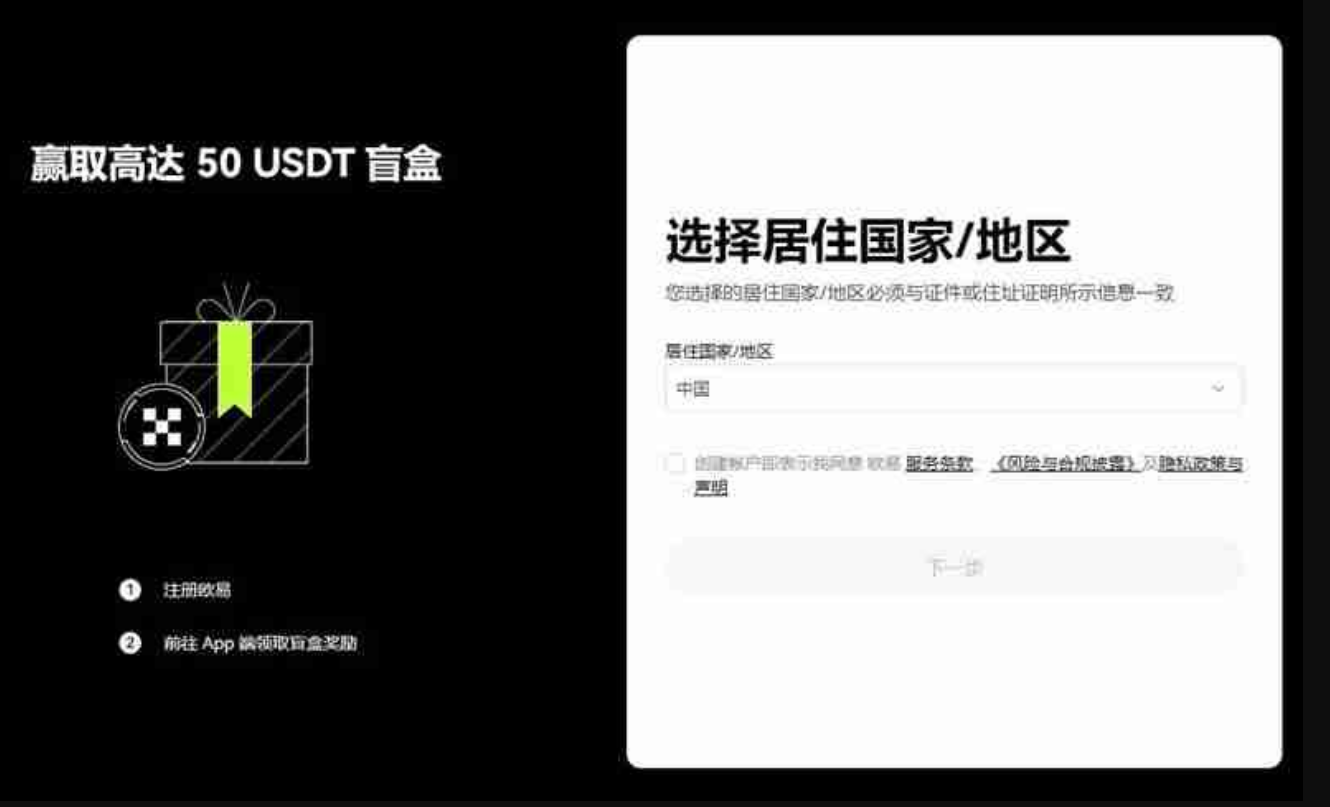 赢取高达 50 USDT 盲盒
1 注册欧易
2 前往 App 端领取盲盒奖励
选择居住国家/地区
您选择的居住国家/地区必须与证件或住址证明所示信息一致
居住国家/地区
中国
创建账户即表示我同意 欧易 服务条款、《风险与合规披露》及隐私政策与
声明
下一步